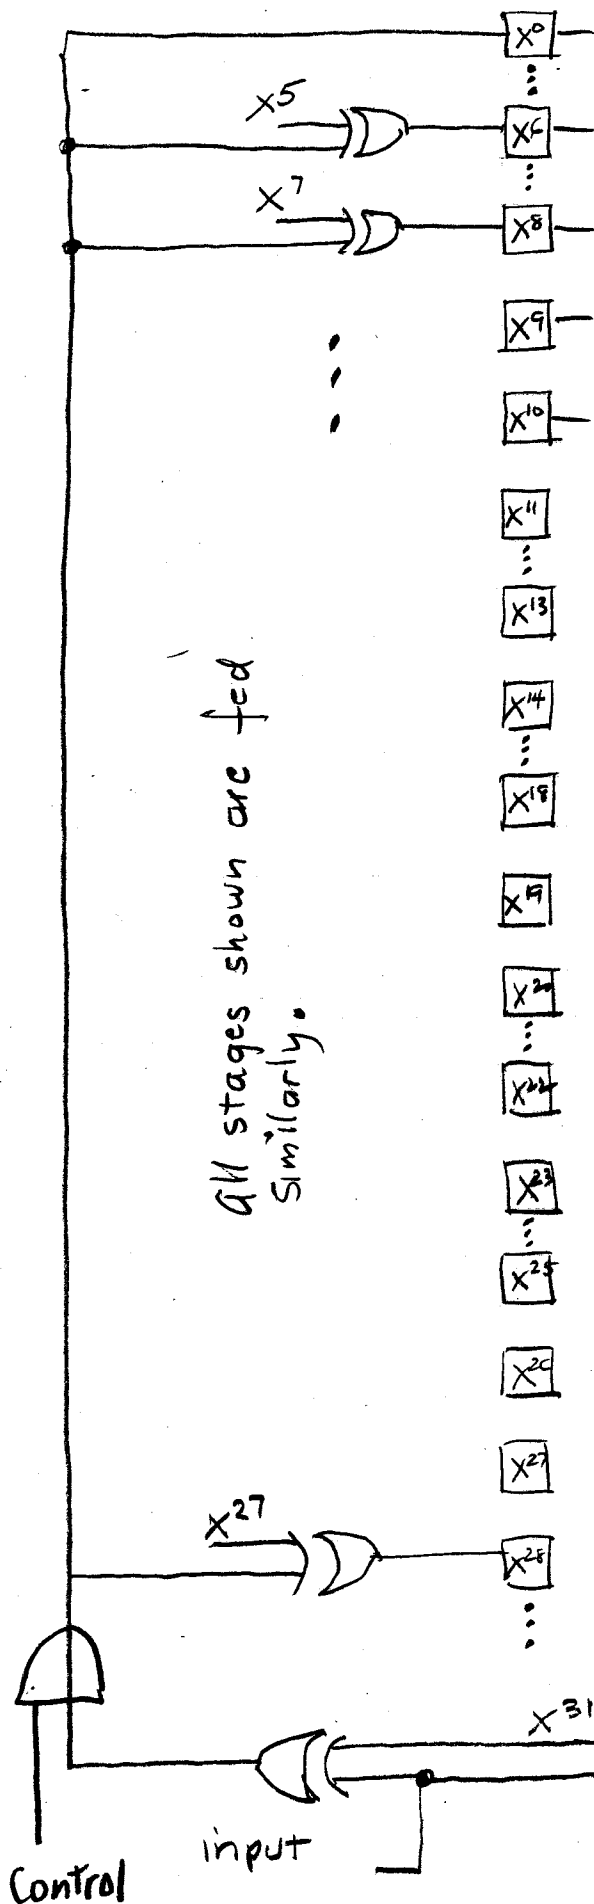 X⁰
X⁵
X⁶
X⁷
X⁸
X⁹
X¹⁰
X¹¹
X¹³
X¹⁴
X¹⁸
X¹⁹
X²⁰
X²²
X²³
X²⁵
X²⁶
X²⁷
All stages shown are fed
Similarly.
X²⁷
X²⁸
X³¹
input
Control